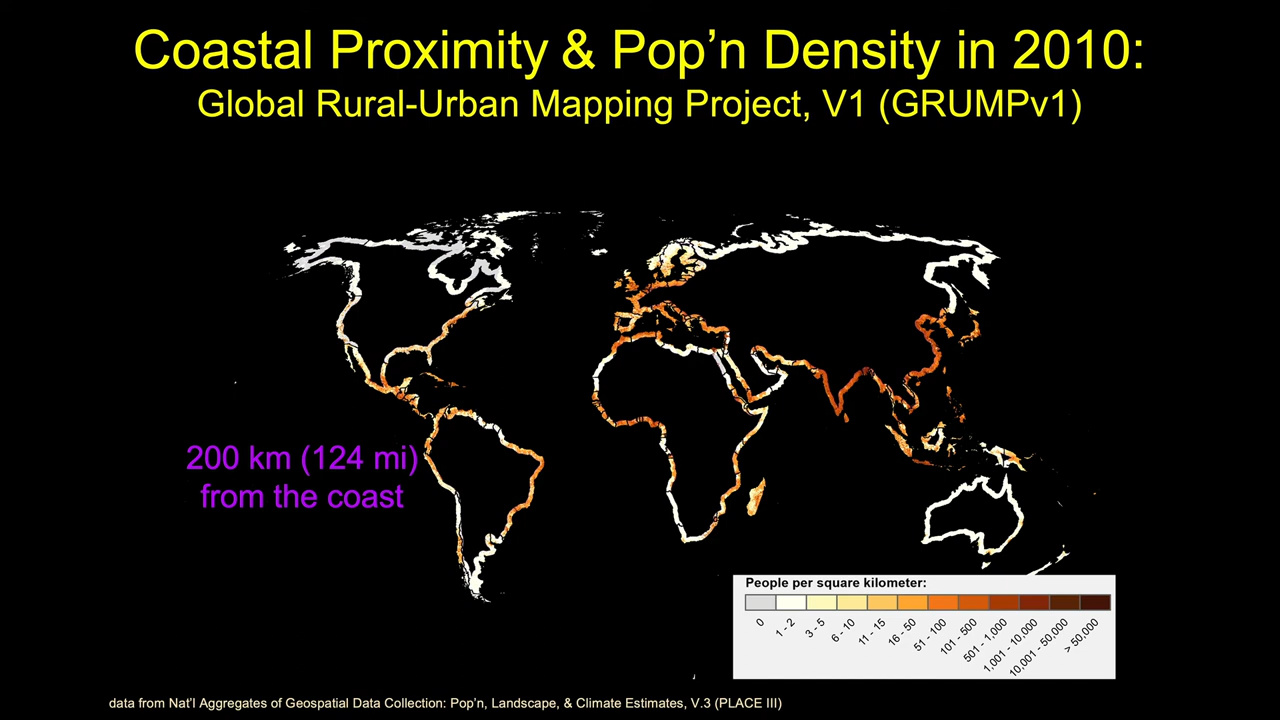 Coastal Proximity & Pop’n Density in 2010:
Global Rural-Urban Mapping Project, V1 (GRUMPv1)
200 km (124 mi)
from the coast
People per square kilometer:
0
1 - 2
3 - 5
6 - 10
11 - 15
16 - 50
51 - 100
101 - 500
501 - 1,000
1,001 - 10,000
10,001 - 50,000
> 50,000
data from Nat’l Aggregates of Geospatial Data Collection: Pop’n, Landscape, & Climate Estimates, V.3 (PLACE III)